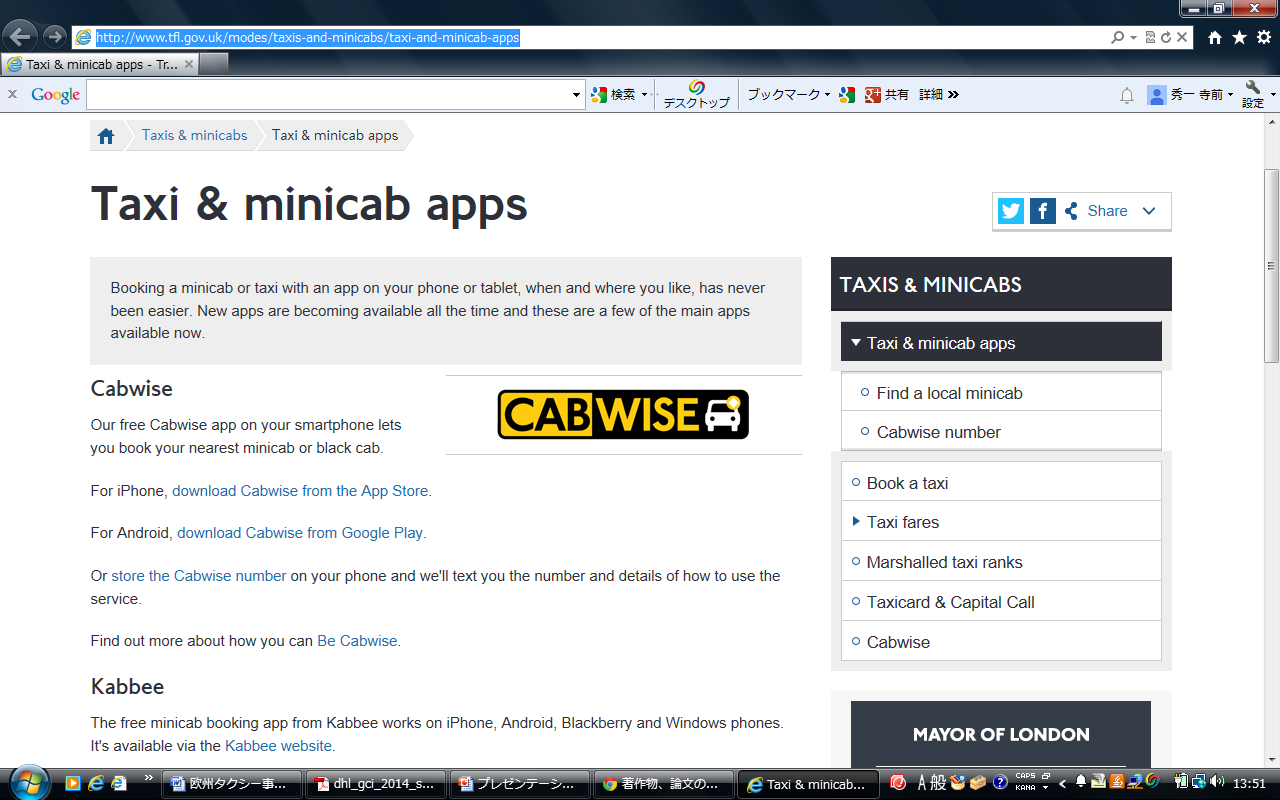 http://www.tfl.gov.uk/modes/taxis-and-minicabs/taxi-and-minicab-apps
Taxi & minicab apps - Tr...
Google
検索
デスクトップ
ブックマーク
共有
詳細
秀一 寺前
設定
Taxis & minicabs
Taxi & minicab apps
Taxi & minicab apps
Share
Booking a minicab or taxi with an app on your phone or tablet, when and where you like, has never
been easier. New apps are becoming available all the time and these are a few of the main apps
available now.
Cabwise
CABWISE
Our free Cabwise app on your smartphone lets
you book your nearest minicab or black cab.
For iPhone, download Cabwise from the App Store.
For Android, download Cabwise from Google Play.
Or store the Cabwise number on your phone and we'll text you the number and details of how to use the
service.
Find out more about how you can Be Cabwise.
Kabbee
The free minicab booking app from Kabbee works on iPhone, Android, Blackberry and Windows phones.
It's available via the Kabbee website.
TAXIS & MINICABS
Taxi & minicab apps
Find a local minicab
Cabwise number
Book a taxi
Taxi fares
Marshalled taxi ranks
Taxicard & Capital Call
Cabwise
MAYOR OF LONDON
欧州タクシー事...
dhl_gci_2014_s...
プレゼンテーシ...
著作物、論文の...
Taxi & minicab...
A 般
CAPS
KANA
13:51